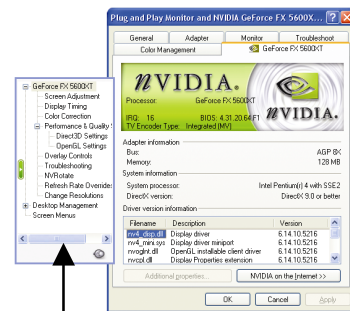 Plug and Play Monitor and NVIDIA GeForce FX 5600X...
General Adapter Monitor Troubleshoot
Color Management GeForce FX 5600XT
NVIDIA.
Processor: GeForce FX 5600XT
IRQ: 16 BIOS: 4.31.20.64.F1
TV Encoder Type: Integrated (MV)
NVIDIA.
Adapter information
Bus: AGP 8X
Memory: 128 MB
System information
System processor: Intel Pentium(r) 4 with SSE2
DirectX version: DirectX 9.0 or better
Driver version information
Filename Description Version
nv4_disp.dll Display driver 6.14.10.5216
nv4_mini.sys Display driver miniport 6.14.10.5216
nvoglnt.dll OpenGL installable client driver 6.14.10.5216
nvcpl.dll Display Properties extension 6.14.10.5216
Additional properties... NVIDIA on the Internet >>
OK Cancel Apply
GeForce FX 5600XT
Screen Adjustment
Display Timing
Color Correction
Performance & Quality
Direct3D Settings
OpenGL Settings
Overlay Controls
Troubleshooting
NVRotate
Refresh Rate Overrides
Change Resolutions
Desktop Management
Screen Menus